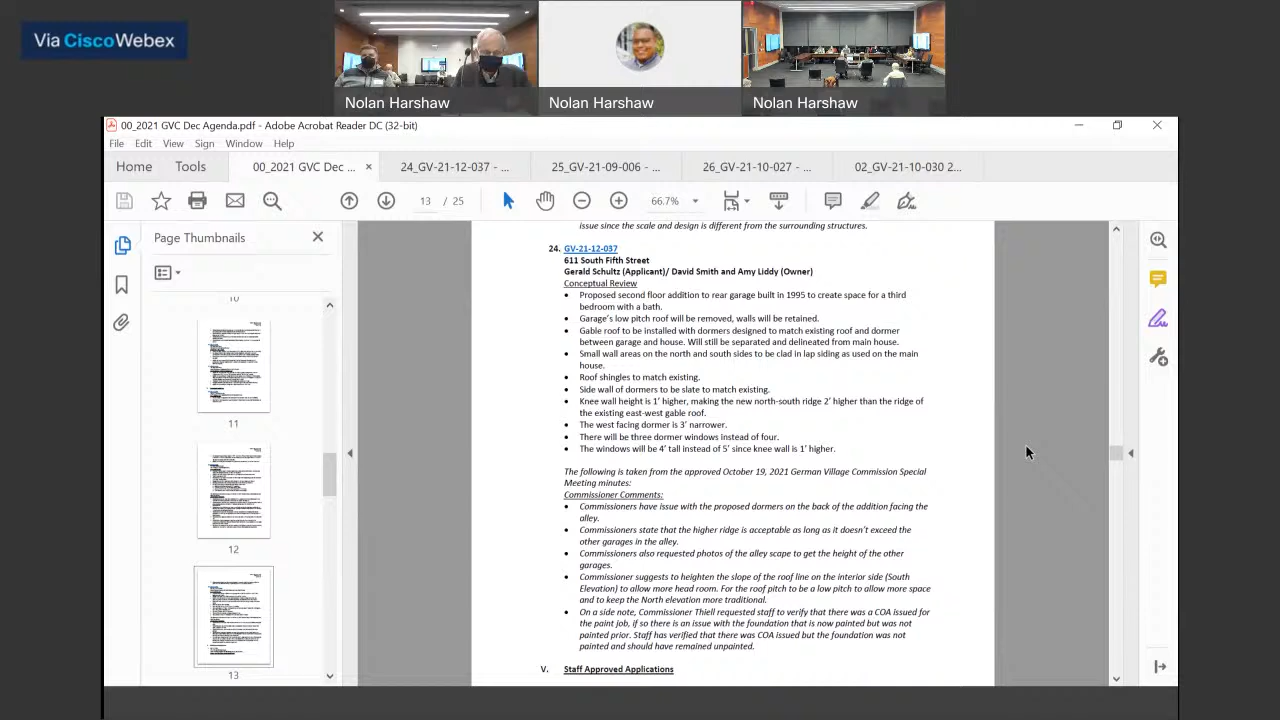 Via Cisco Webex
Nolan Harshaw
Nolan Harshaw
Nolan Harshaw
00_2021 GVC Dec Agenda.pdf - Adobe Acrobat Reader DC (32-bit)
File Edit View Sign Window Help
Home Tools 00_2021 GVC Dec ... × 24_GV-21-12-037 - ... 25_GV-21-09-006 - ... 26_GV-21-10-027 - ... 02_GV-21-10-030 2...
13 / 25 66.7%
Page Thumbnails
10
11
12
13
issue since the scale and design is different from the surrounding structures.
24. GV-21-12-037
611 South Fifth Street
Gerald Schultz (Applicant)/ David Smith and Amy Liddy (Owner)
Conceptual Review
• Proposed second floor addition to rear garage built in 1995 to create space for a third
bedroom with a bath.
• Garage's low pitch roof will be removed, walls will be retained.
• Gable roof to be installed with dormers designed to match existing roof and dormer
between garage and house. Will still be separated and delineated from main house.
• Small wall areas on the north and south sides to be clad in lap siding as used on the main
house.
• Roof shingles to match existing.
• Side wall of dormers to be slate to match existing.
• Knee wall height is 1' higher, making the new north-south ridge 2' higher than the ridge of
the existing east-west gable roof.
• The west facing dormer is 3' narrower.
• There will be three dormer windows instead of four.
• The windows will be 4' tall instead of 5' since knee wall is 1' higher.
The following is taken from the approved October 19, 2021 German Village Commission Special
Meeting minutes:
Commissioner Comments:
• Commissioners have issue with the proposed dormers on the back of the addition facing the
alley.
• Commissioners state that the higher ridge is acceptable as long as it doesn't exceed the
other garages in the alley.
• Commissioners also requested photos of the alley scape to get the height of the other
garages.
• Commissioner suggests to heighten the slope of the roof line on the interior side (South
Elevation) to allow more head room. For the roof pitch to be a low pitch to allow more space
and to keep the North elevation more traditional.
• On a side note, Commissioner Thiell requested staff to verify that there was a COA issued for
the paint job, if so there is an issue with the foundation that is now painted but was not
painted prior. Staff has verified that there was COA issued but the foundation was not
painted and should have remained unpainted.
V. Staff Approved Applications